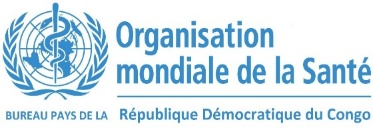 Organisation
mondiale de la Santé
BUREAU PAYS DE LA République Démocratique du Congo